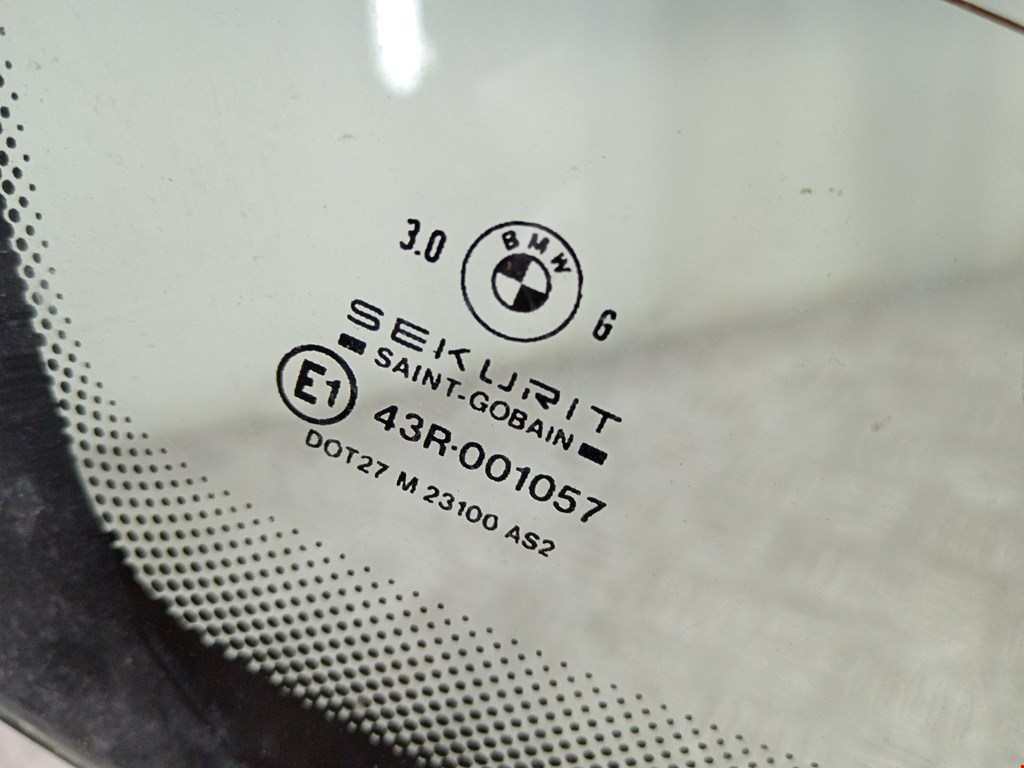 3.0 BMW G
SEKURIT
SAINT-GOBAIN
E1 43R-001057
DOT27 M 23100 AS2